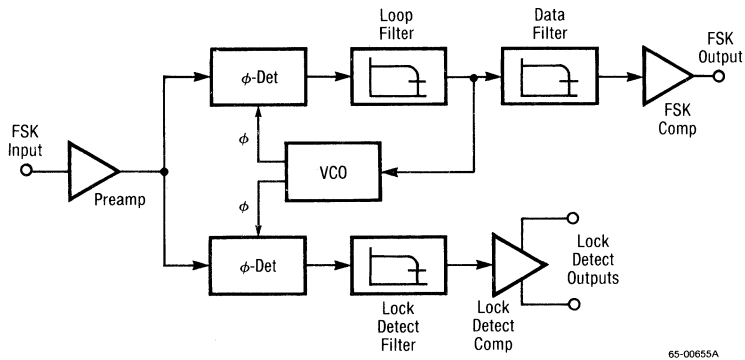 Loop
Filter
Data
Filter
FSK
Output
ϕ-Det
FSK
Comp
ϕ
FSK
Input
VCO
Preamp
ϕ
ϕ-Det
Lock
Detect
Outputs
Lock
Detect
Filter
Lock
Detect
Comp
65-00655A